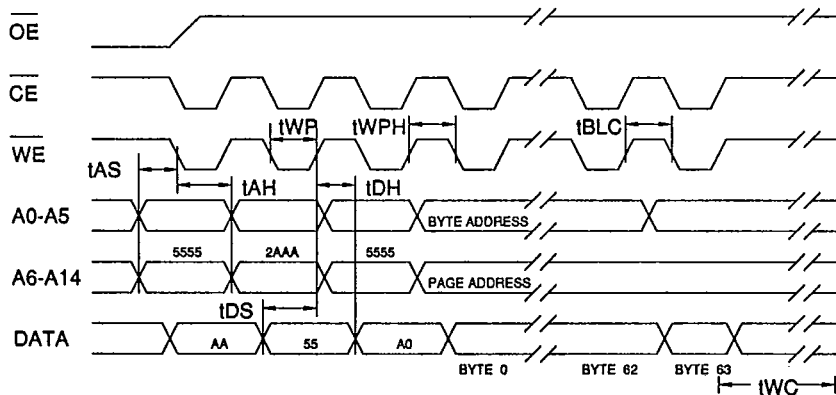 OE
CE
tWP tWPH tBLC
WE
tAS
tAH tDH
A0-A5 BYTE ADDRESS
5555 2AAA 5555
A6-A14 PAGE ADDRESS
tDS
DATA AA 55 A0
BYTE 0 BYTE 62 BYTE 63
tWC